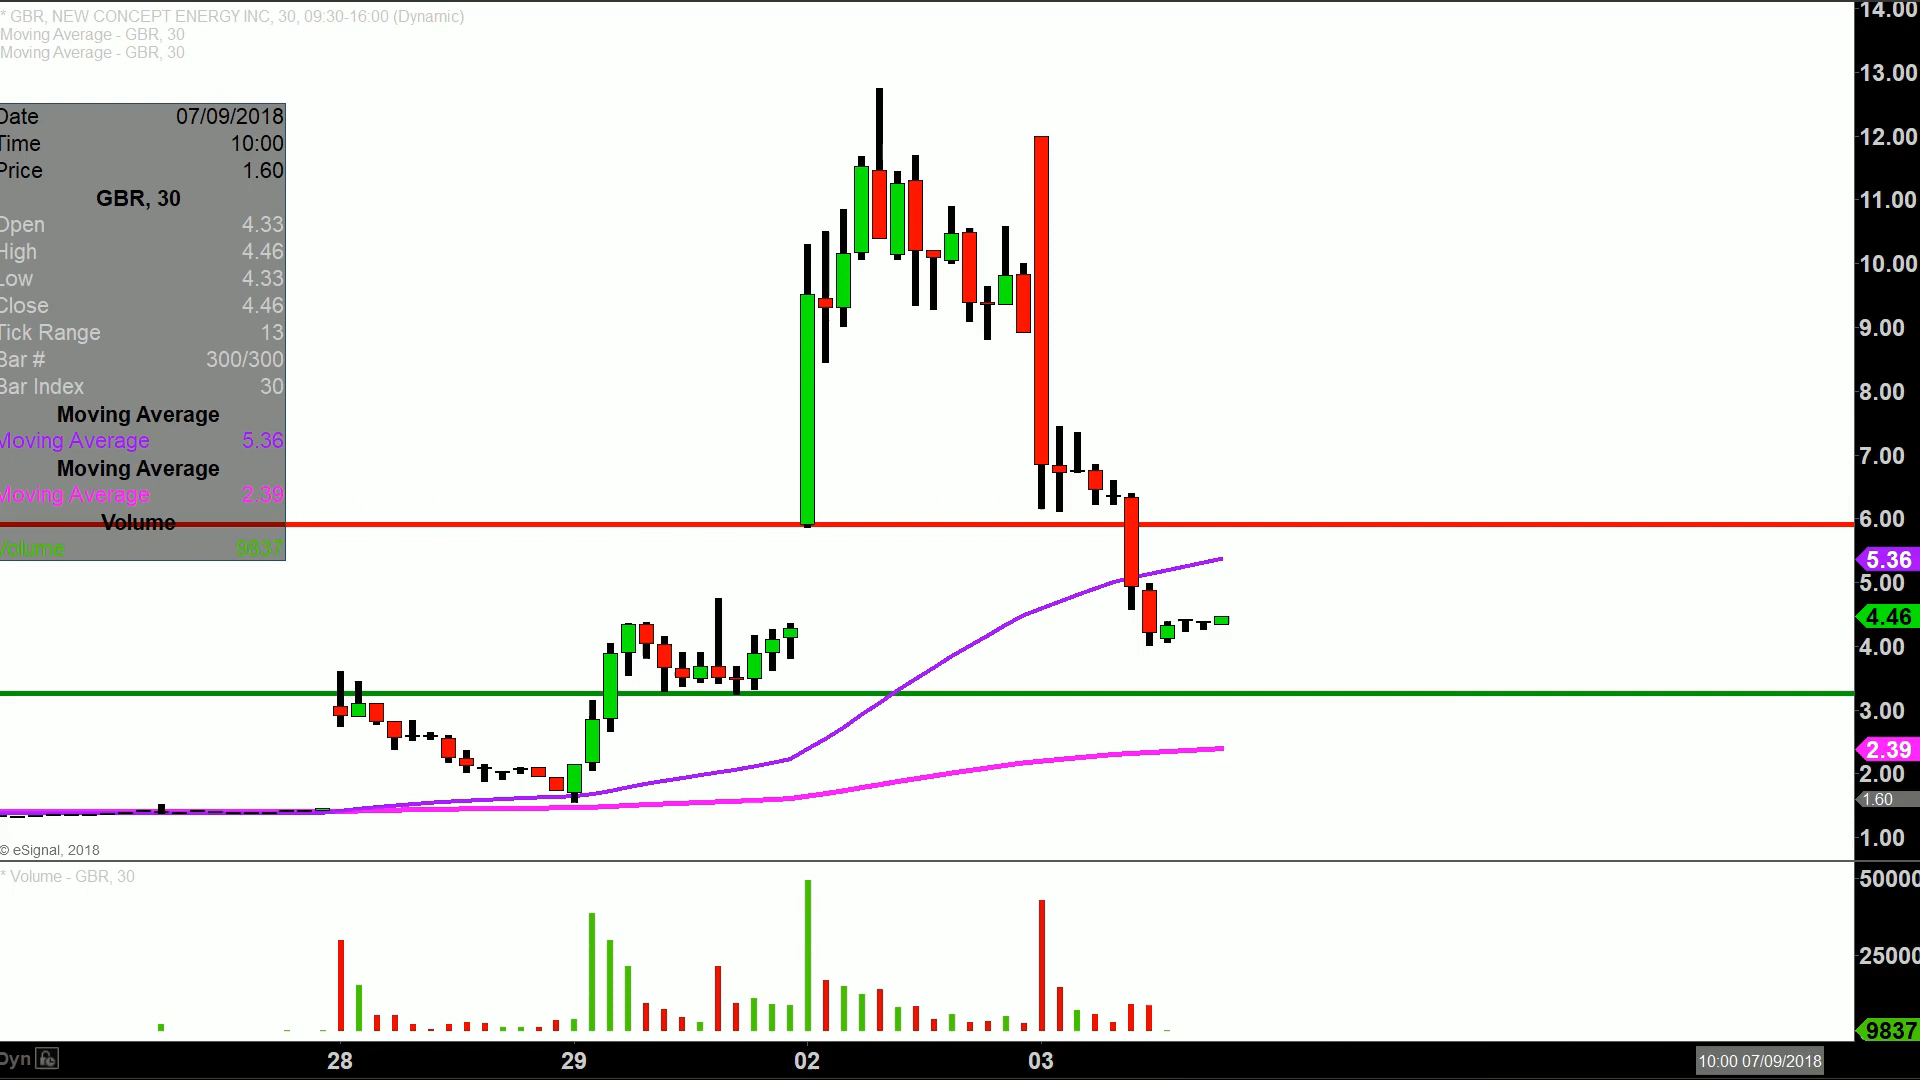 * GBR, NEW CONCEPT ENERGY INC, 30, 09:30-16:00 (Dynamic)
Moving Average - GBR, 30
Moving Average - GBR, 30
Date 07/09/2018
Time 10:00
Price 1.60
GBR, 30
Open 4.33
High 4.46
Low 4.33
Close 4.46
Tick Range 13
Bar # 300/300
Bar Index 30
Moving Average
Moving Average 5.36
Moving Average
Moving Average 2.39
Volume
Volume 9837
14.00
13.00
12.00
11.00
10.00
9.00
8.00
7.00
6.00
5.36
5.00
4.46
4.00
3.00
2.39
2.00
1.60
1.00
© eSignal, 2018
* Volume - GBR, 30
50000
25000
9837
Dyn
28 29 02 03
10:00 07/09/2018